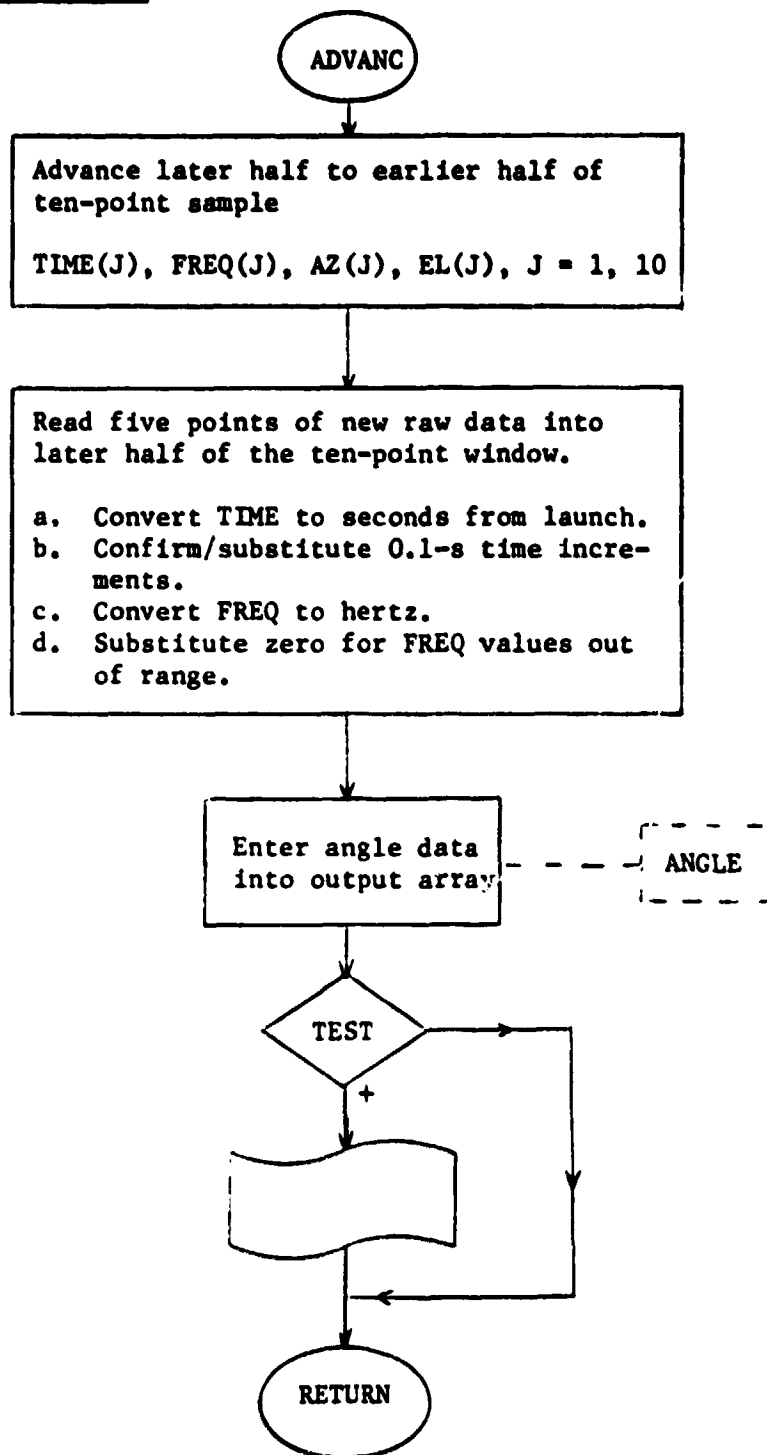 ADVANC
Advance later half to earlier half of
ten-point sample
TIME(J), FREQ(J), AZ(J), EL(J), J = 1, 10
Read five points of new raw data into
later half of the ten-point window.
a. Convert TIME to seconds from launch.
b. Confirm/substitute 0.1-s time incre-
ments.
c. Convert FREQ to hertz.
d. Substitute zero for FREQ values out
of range.
Enter angle data
into output array
ANGLE
TEST
+
RETURN